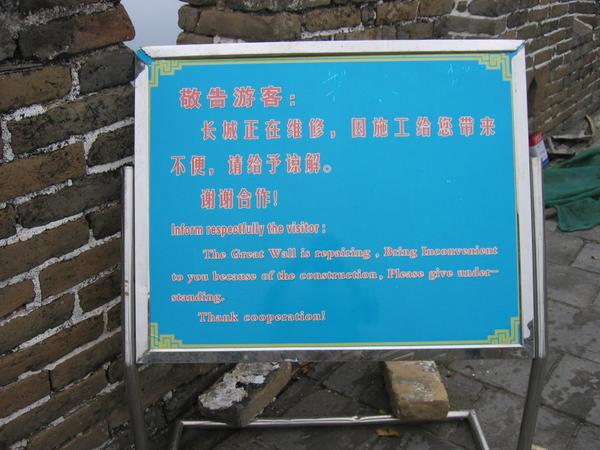 敬告游客：
长城正在维修，因施工给您带来
不便，请给予谅解。
谢谢合作！
Inform respectfully the visitor：
The Great Wall is repairing , Bring Inconvenient
to you because of the construction, Please give under-
standing.
Thank cooperation!